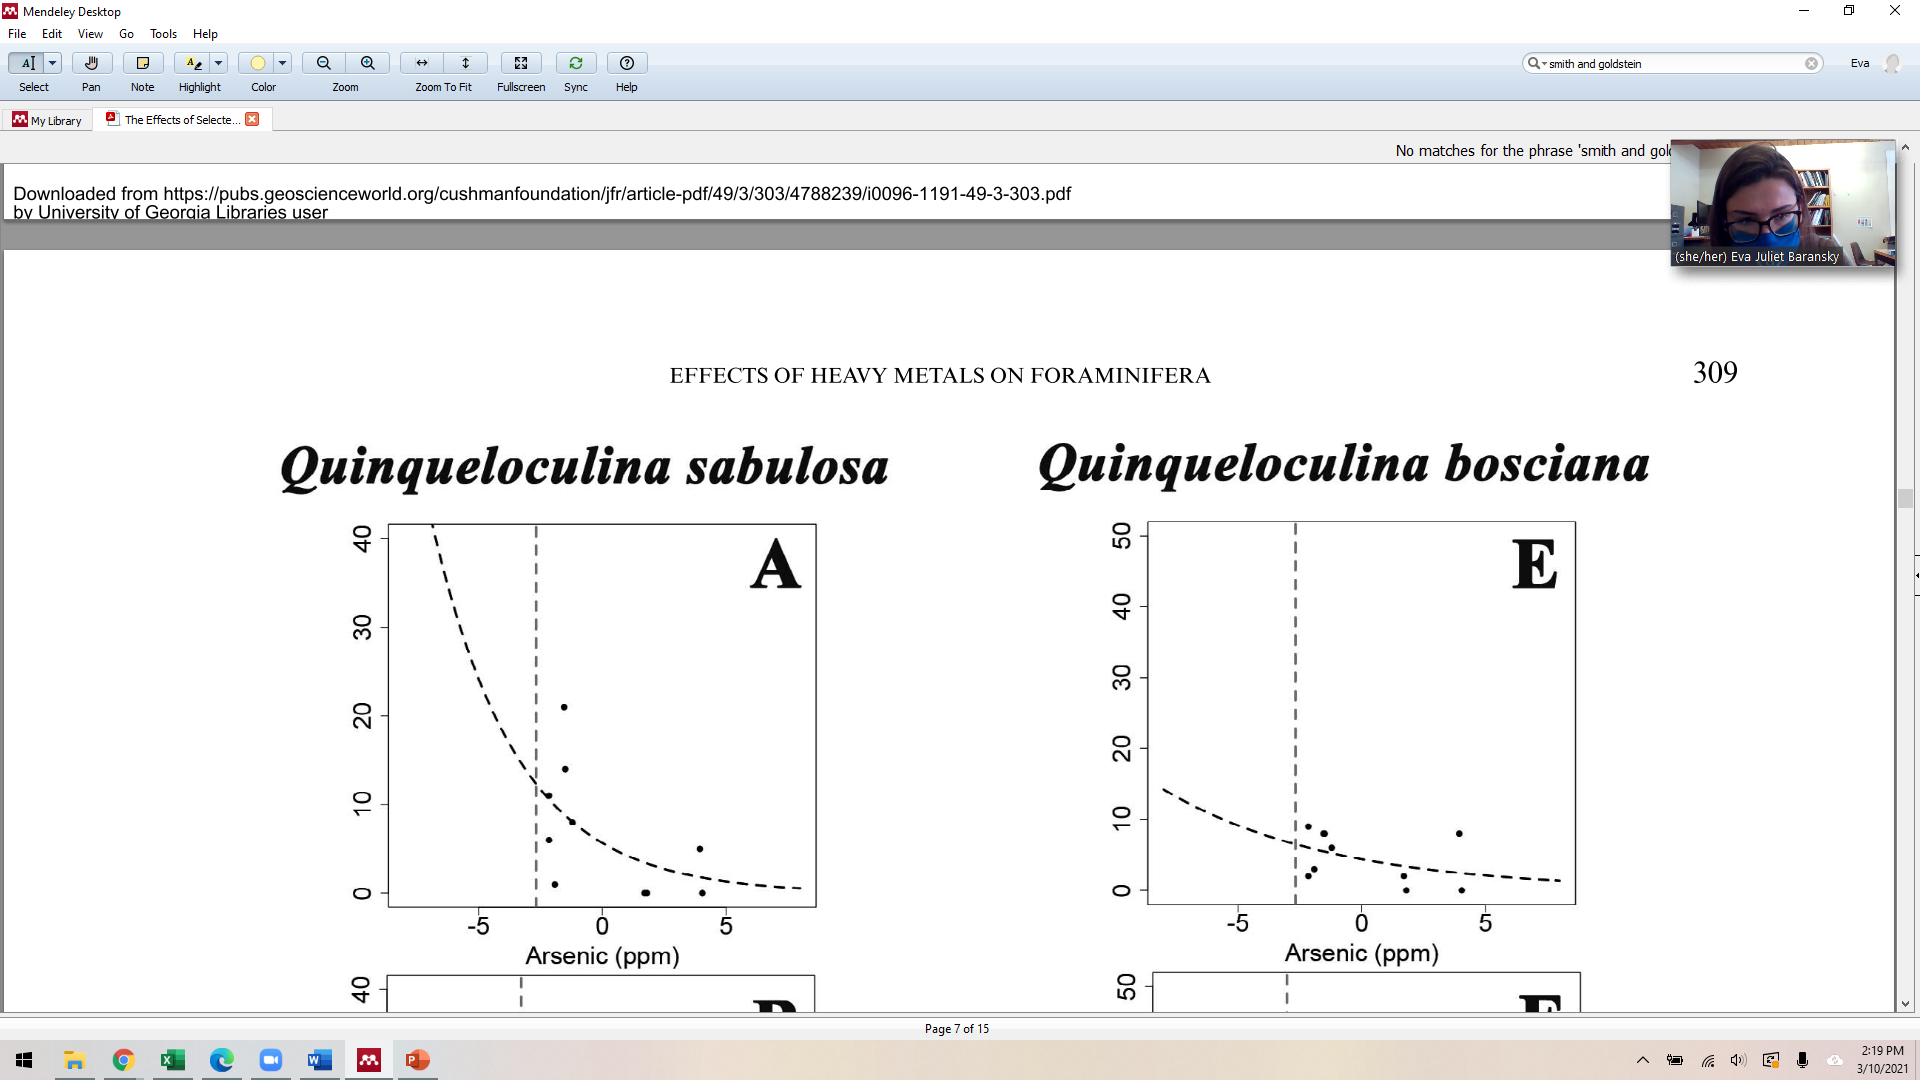 Mendeley Desktop
File Edit View Go Tools Help
smith and goldstein
Eva
Select Pan Note Highlight Color Zoom Zoom To Fit Fullscreen Sync Help
My Library The Effects of Selecte...
No matches for the phrase 'smith and gol
Downloaded from https://pubs.geoscienceworld.org/cushmanfoundation/jfr/article-pdf/49/3/303/4788239/i0096-1191-49-3-303.pdf
by University of Georgia Libraries user
(she/her) Eva Juliet Baransky
EFFECTS OF HEAVY METALS ON FORAMINIFERA 309
Quinqueloculina sabulosa
A
40
30
20
10
0
-5 0 5
Arsenic (ppm)
40
Quinqueloculina bosciana
E
50
40
30
20
10
0
-5 0 5
Arsenic (ppm)
50
Page 7 of 15
2:19 PM
3/10/2021